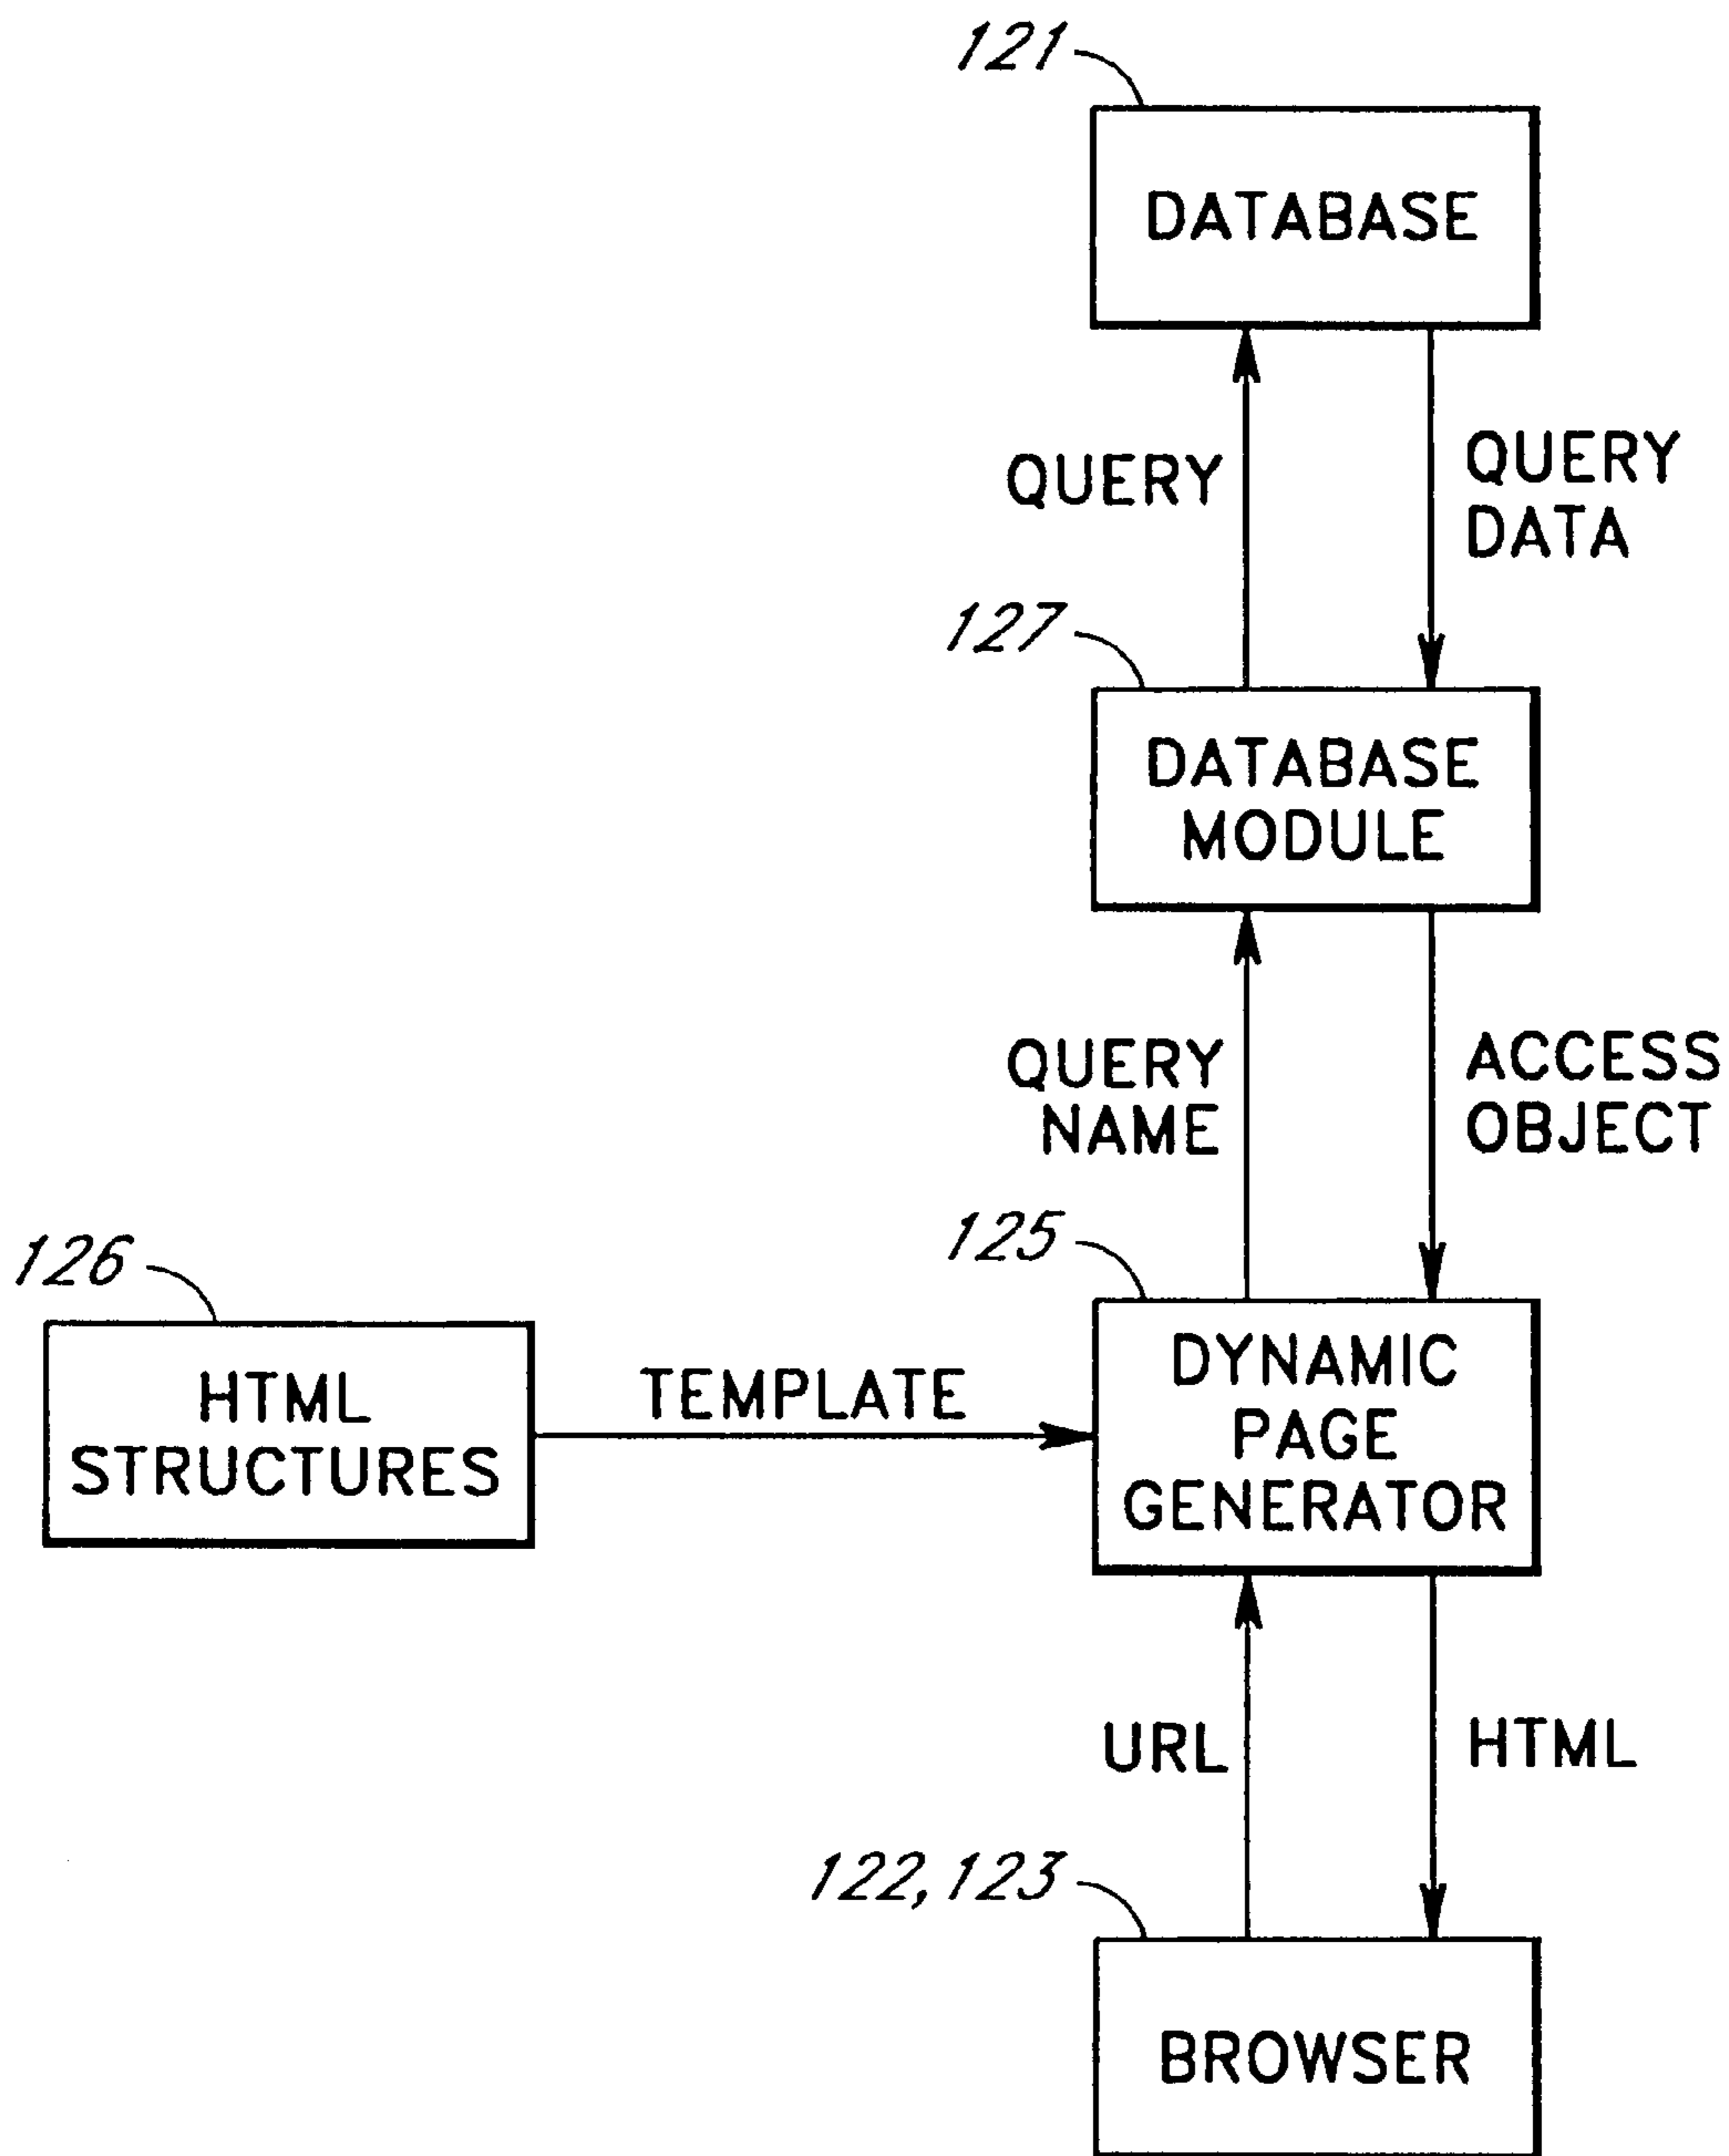 121
DATABASE
QUERY
QUERY
DATA
127
DATABASE
MODULE
QUERY
NAME
ACCESS
OBJECT
126
HTML
STRUCTURES
TEMPLATE
125
DYNAMIC
PAGE
GENERATOR
URL
HTML
122, 123
BROWSER